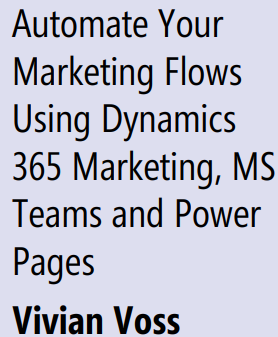 Automate Your
Marketing Flows
Using Dynamics
365 Marketing, MS
Teams and Power
Pages
Vivian Voss